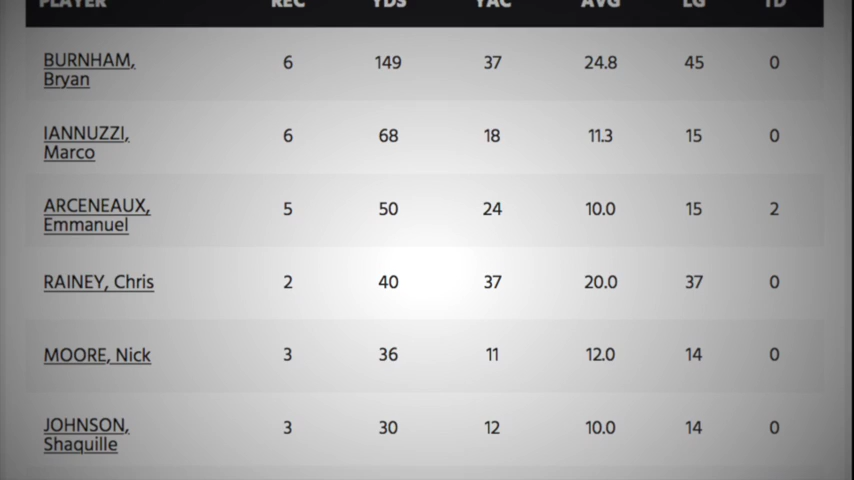 PLAYER REC YDS YAC AVG LG TD
BURNHAM, Bryan 6 149 37 24.8 45 0
IANNUZZI, Marco 6 68 18 11.3 15 0
ARCENEAUX, Emmanuel 5 50 24 10.0 15 2
RAINEY, Chris 2 40 37 20.0 37 0
MOORE, Nick 3 36 11 12.0 14 0
JOHNSON, Shaquille 3 30 12 10.0 14 0